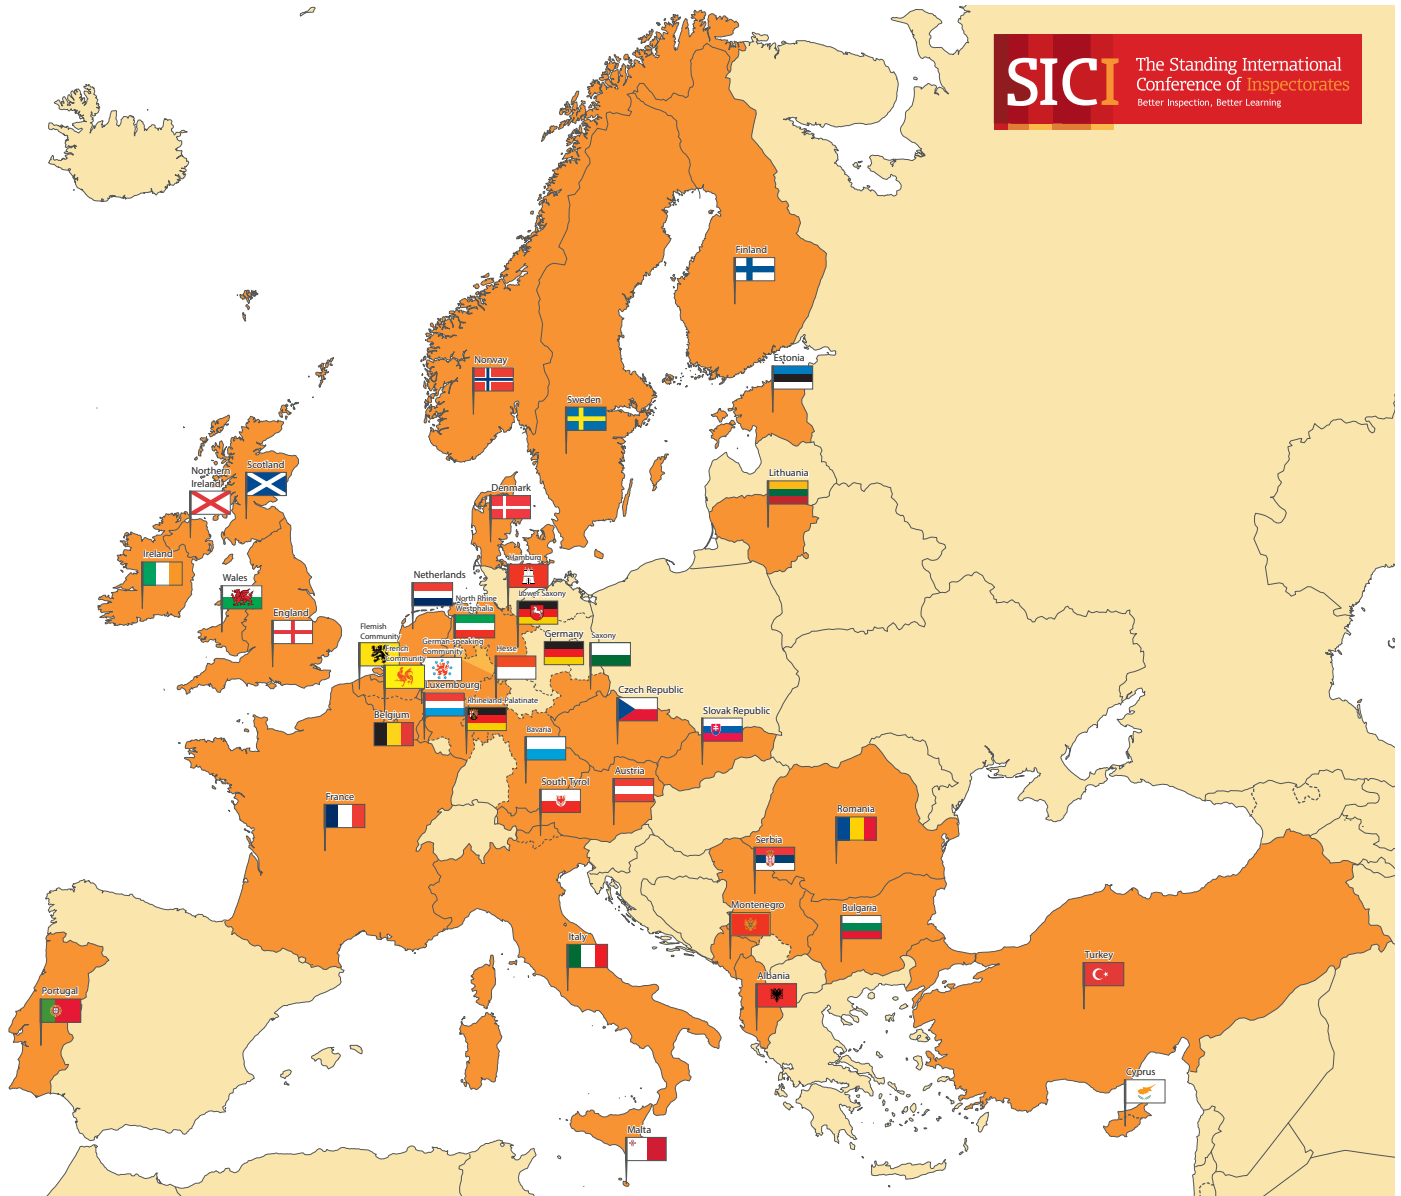 SICI
The Standing International
Conference of Inspectorates
Better Inspection, Better Learning
Finland
Norway
Estonia
Sweden
Northern
Ireland
Scotland
Lithuania
Denmark
Ireland
Hamburg
Wales
Netherlands
Lower Saxony
North Rhine
Westphalia
England
Flemish
Community
French
Community
German-speaking
Community
Hesse
Germany
Saxony
Luxembourg
Rhineland-Palatinate
Czech Republic
Belgium
Slovak Republic
Bavaria
South Tyrol
Austria
France
Romania
Serbia
Montenegro
Bulgaria
Italy
Turkey
Albania
Portugal
Cyprus
Malta